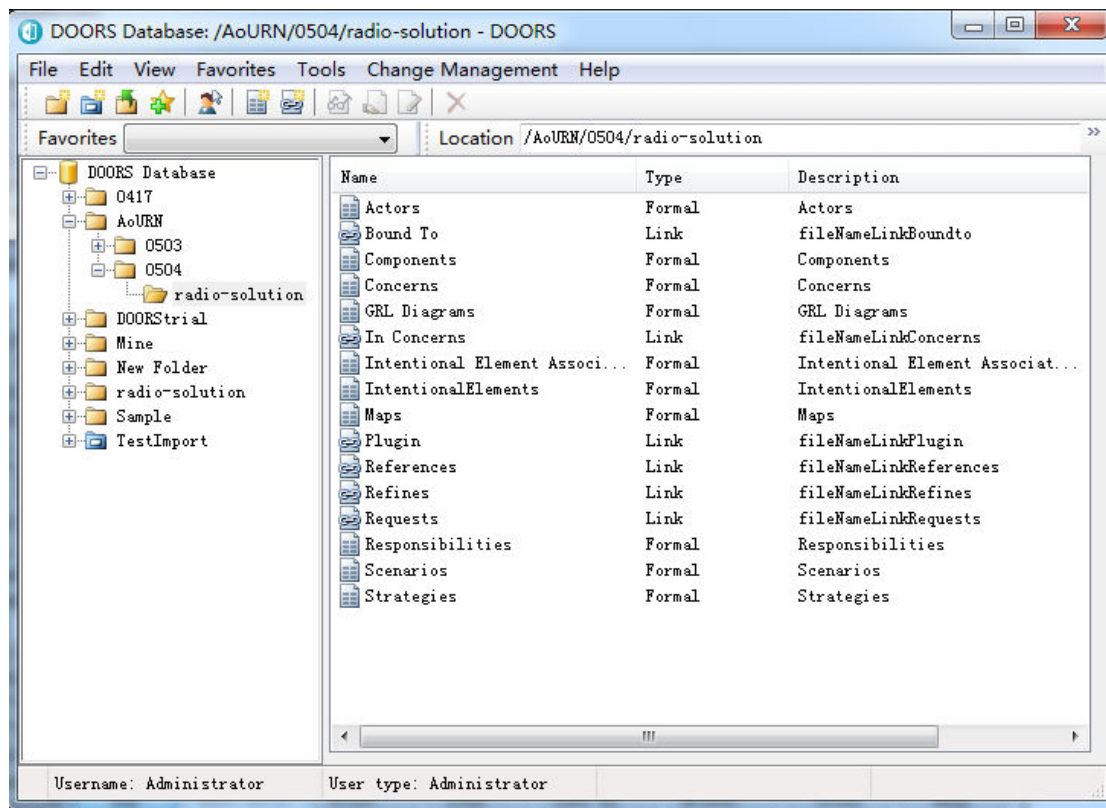 DOORS Database: /AoURN/0504/radio-solution - DOORS
File Edit View Favorites Tools Change Management Help
Favorites Location /AoURN/0504/radio-solution
DOORS Database
0417
AoURN
0503
0504
radio-solution
DOORStrial
Mine
New Folder
radio-solution
Sample
TestImport
Name Type Description
Actors Formal Actors
Bound To Link fileNameLinkBoundto
Components Formal Components
Concerns Formal Concerns
GRL Diagrams Formal GRL Diagrams
In Concerns Link fileNameLinkConcerns
Intentional Element Associ... Formal Intentional Element Associat...
IntentionalElements Formal IntentionalElements
Maps Formal Maps
Plugin Link fileNameLinkPlugin
References Link fileNameLinkReferences
Refines Link fileNameLinkRefines
Requests Link fileNameLinkRequests
Responsibilities Formal Responsibilities
Scenarios Formal Scenarios
Strategies Formal Strategies
Username: Administrator User type: Administrator